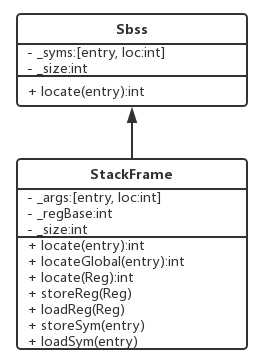 Sbss
- _syms:[entry, loc:int]
- _size:int
+ locate(entry):int
StackFrame
- _args:[entry, loc:int]
- _regBase:int
- _size:int
+ locate(entry):int
+ locateGlobal(entry):int
+ locate(Reg):int
+ storeReg(Reg)
+ loadReg(Reg)
+ storeSym(entry)
+ loadSym(entry)